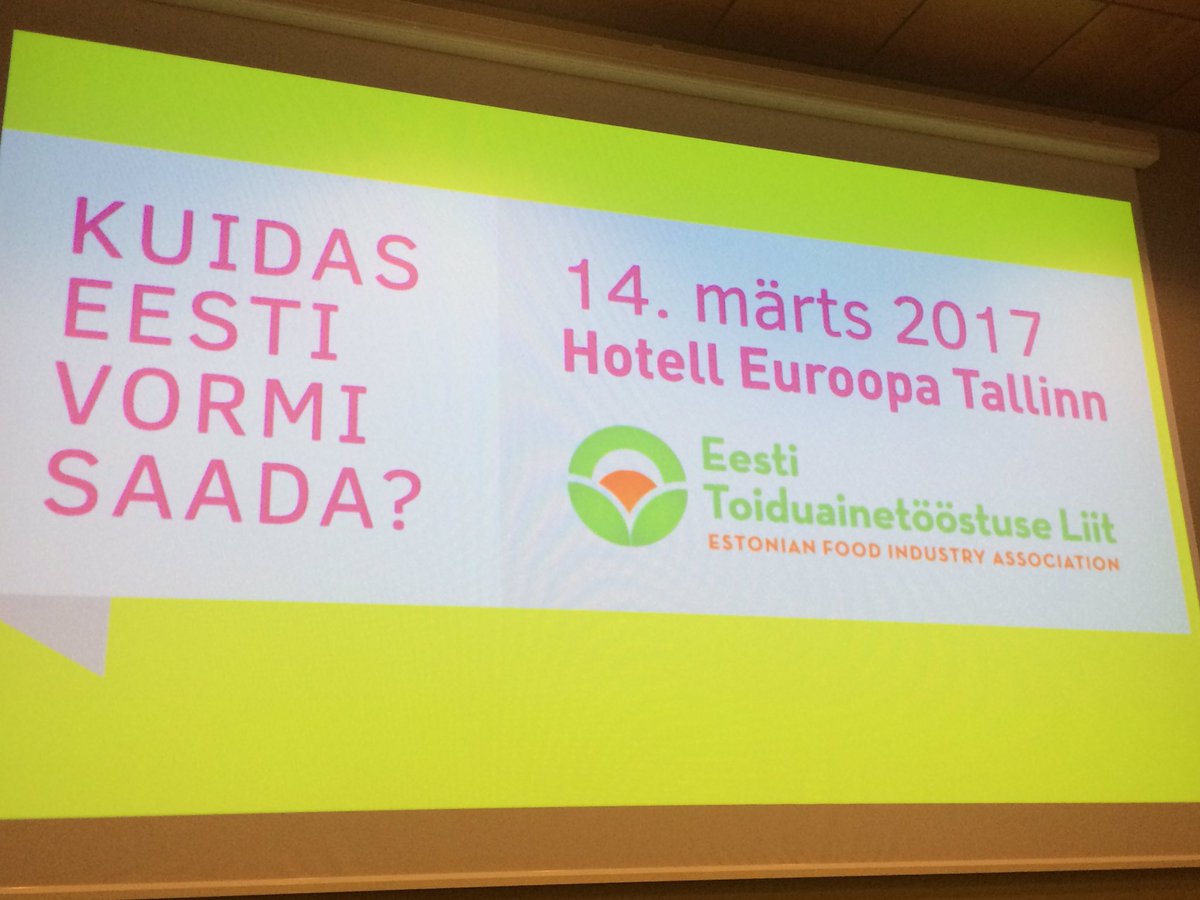 KUIDAS
EESTI
VORMI
SAADA?
14. märts 2017
Hotell Euroopa Tallinn
Eesti
Toiduainetööstuse Liit
ESTONIAN FOOD INDUSTRY ASSOCIATION